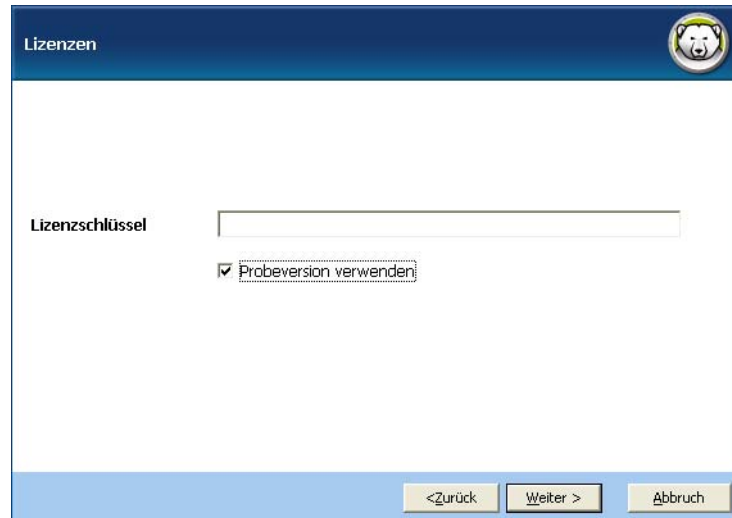 Lizenzen
Lizenzschlüssel
Probeversion verwenden
<Zurück Weiter > Abbruch